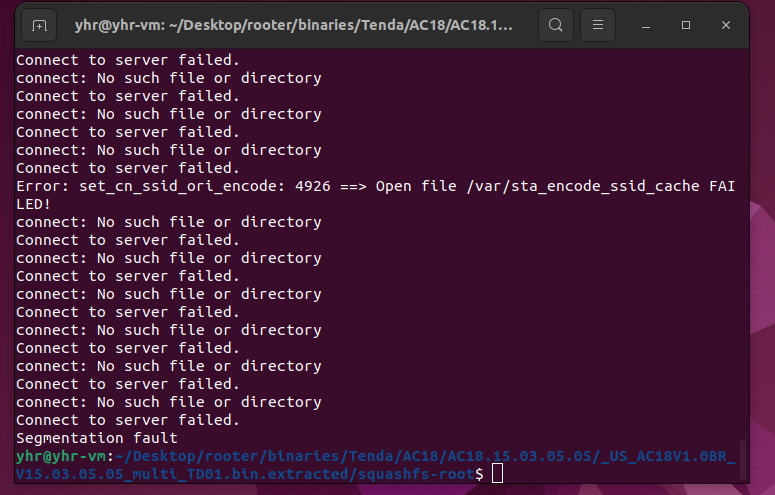 yhr@yhr-vm: ~/Desktop/rooter/binaries/Tenda/AC18/AC18.1...
Connect to server failed.
connect: No such file or directory
Connect to server failed.
connect: No such file or directory
Connect to server failed.
connect: No such file or directory
Connect to server failed.
Error: set_cn_ssid_ori_encode: 4926 ==> Open file /var/sta_encode_ssid_cache FAI
LED!
connect: No such file or directory
Connect to server failed.
connect: No such file or directory
Connect to server failed.
connect: No such file or directory
Connect to server failed.
connect: No such file or directory
Connect to server failed.
connect: No such file or directory
Connect to server failed.
connect: No such file or directory
Connect to server failed.
Segmentation fault
yhr@yhr-vm:~/Desktop/rooter/binaries/Tenda/AC18/AC18.15.03.05.05/_US_AC18V1.0BR_
V15.03.05.05_multi_TD01.bin.extracted/squashfs-root$